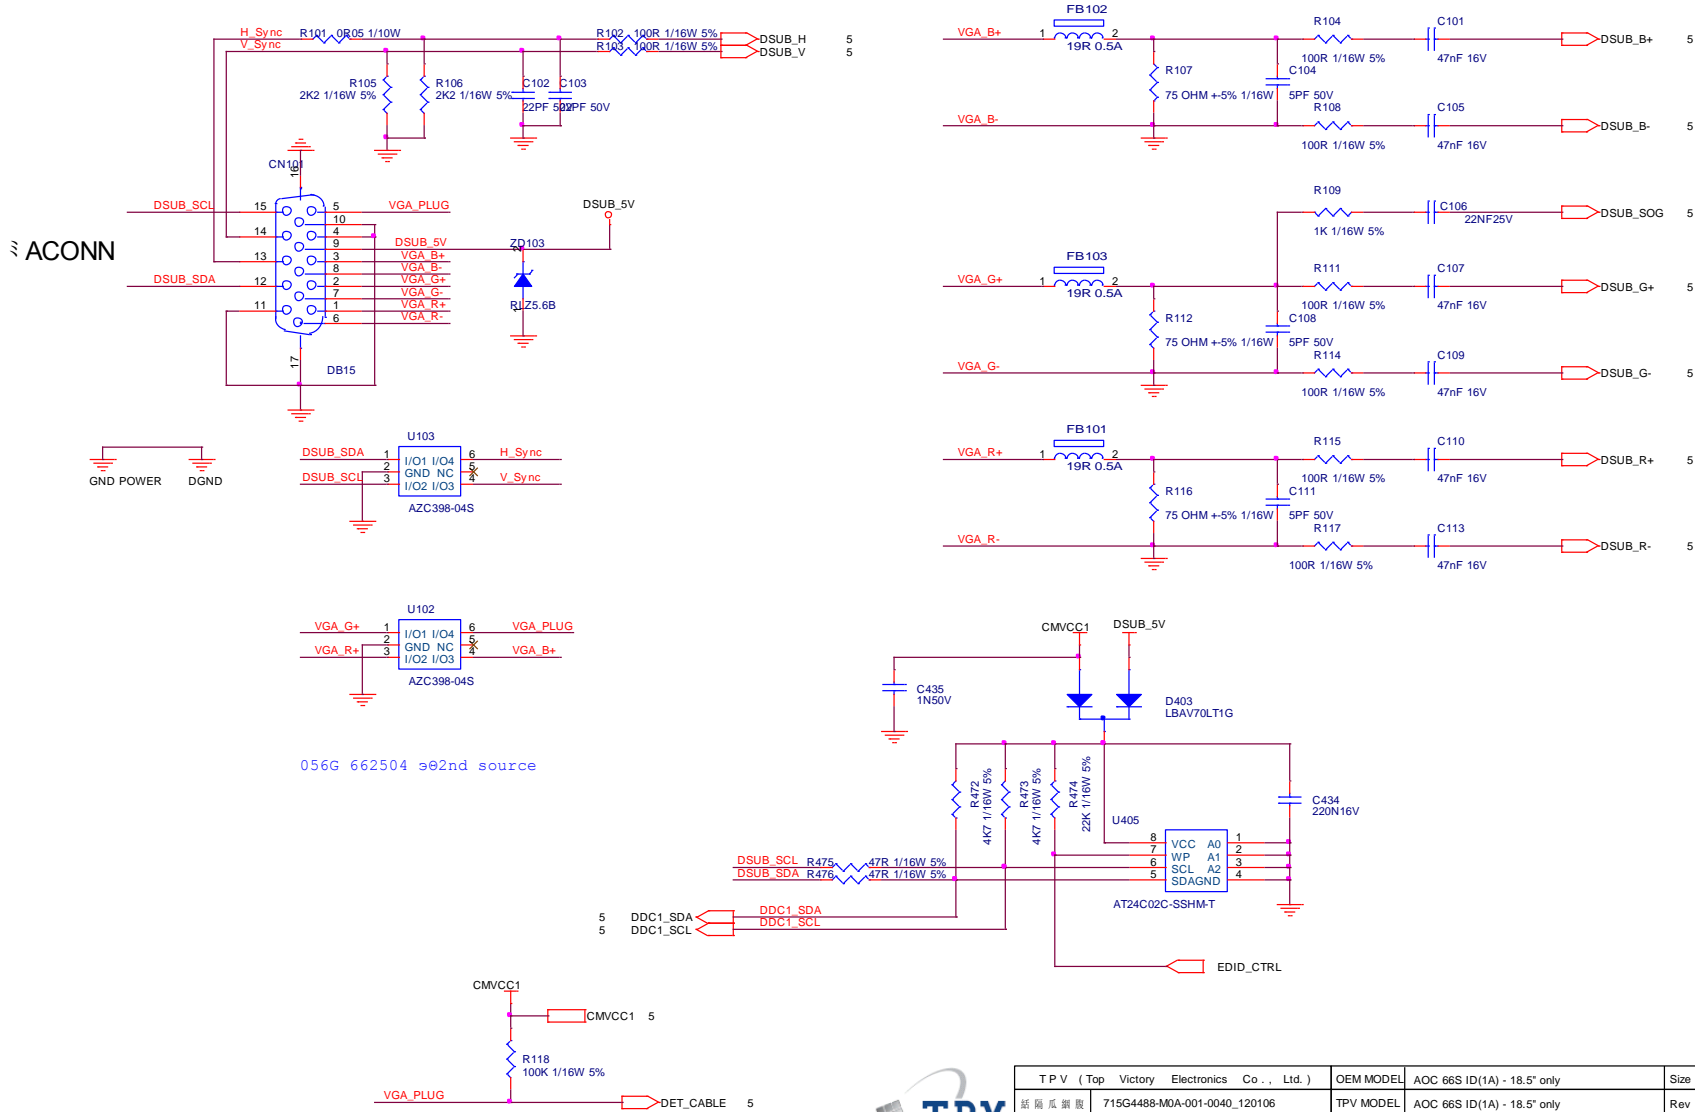 H_Sync R101 0R05 1/10W
V_Sync
R102 100R 1/16W 5% DSUB_H 5
R103 100R 1/16W 5% DSUB_V 5
R105
2K2 1/16W 5%
R106
2K2 1/16W 5%
C102
22PF 50V
C103
22PF 50V
CN101
16
DSUB_SCL 15
14
13
DSUB_SDA 12
11
5 VGA_PLUG
10
4
9 DSUB_5V
3 VGA_B+
8 VGA_B-
2 VGA_G+
7 VGA_G-
1 VGA_R+
6 VGA_R-
17
DB15
ACONN
DSUB_5V
ZD103
2
1
RLZ5.6B
GND POWER
DGND
U103
DSUB_SDA 1 I/O1 I/O4 6 H_Sync
2 GND NC 5
DSUB_SCL 3 I/O2 I/O3 4 V_Sync
AZC398-04S
U102
VGA_G+ 1 I/O1 I/O4 6 VGA_PLUG
2 GND NC 5
VGA_R+ 3 I/O2 I/O3 4 VGA_B+
AZC398-04S
056G 662504 эө2nd source
FB102
VGA_B+ 1 2
19R 0.5A
R104
100R 1/16W 5%
C101
47nF 16V
DSUB_B+ 5
R107
75 OHM +-5% 1/16W
C104
5PF 50V
VGA_B-
R108
100R 1/16W 5%
C105
47nF 16V
DSUB_B- 5
R109
1K 1/16W 5%
C106
22NF25V
DSUB_SOG 5
FB103
VGA_G+ 1 2
19R 0.5A
R111
100R 1/16W 5%
C107
47nF 16V
DSUB_G+ 5
R112
75 OHM +-5% 1/16W
C108
5PF 50V
VGA_G-
R114
100R 1/16W 5%
C109
47nF 16V
DSUB_G- 5
FB101
VGA_R+ 1 2
19R 0.5A
R115
100R 1/16W 5%
C110
47nF 16V
DSUB_R+ 5
R116
75 OHM +-5% 1/16W
C111
5PF 50V
VGA_R-
R117
100R 1/16W 5%
C113
47nF 16V
DSUB_R- 5
CMVCC1
DSUB_5V
C435
1N50V
D403
LBAV70LT1G
R472
4K7 1/16W 5%
R473
4K7 1/16W 5%
R474
22K 1/16W 5%
C434
220N16V
U405
8 VCC A0 1
7 WP A1 2
6 SCL A2 3
5 SDAGND 4
AT24C02C-SSHM-T
DSUB_SCL R475 47R 1/16W 5%
DSUB_SDA R476 47R 1/16W 5%
5 DDC1_SDA DDC1_SDA
5 DDC1_SCL DDC1_SCL
EDID_CTRL
CMVCC1
CMVCC1 5
R118
100K 1/16W 5%
VGA_PLUG
DET_CABLE 5
T P V ( Top Victory Electronics Co . , Ltd. )
OEM MODEL AOC 66S ID(1A) - 18.5" only Size
715G4488-M0A-001-0040_120106
TPV MODEL AOC 66S ID(1A) - 18.5" only Rev